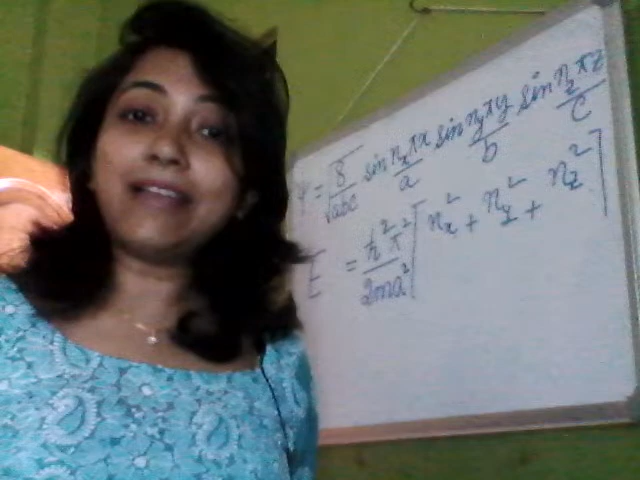 Ψ = √8/√abc sin nₓπx/a sin n_yπy/b sin n_zπz/c
E = ħ²π²/2ma² [nₓ² + n_y² + n_z²]